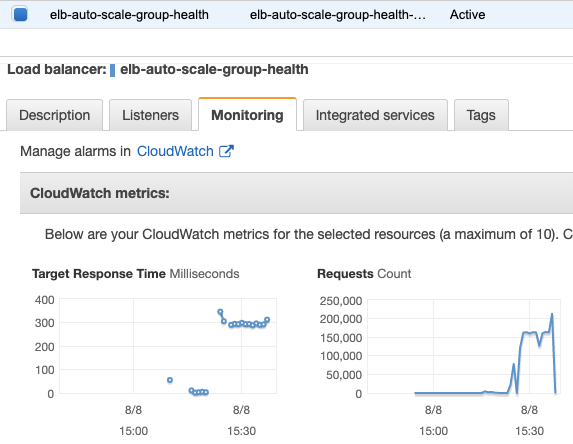 elb-auto-scale-group-health elb-auto-scale-group-health-... Active
Load balancer: elb-auto-scale-group-health
Description Listeners Monitoring Integrated services Tags
Manage alarms in CloudWatch
CloudWatch metrics:
Below are your CloudWatch metrics for the selected resources (a maximum of 10). C
Target Response Time Milliseconds
400
300
200
100
0
8/8 8/8
15:00 15:30
Requests Count
250,000
200,000
150,000
100,000
50,000
0
8/8 8/8
15:00 15:30